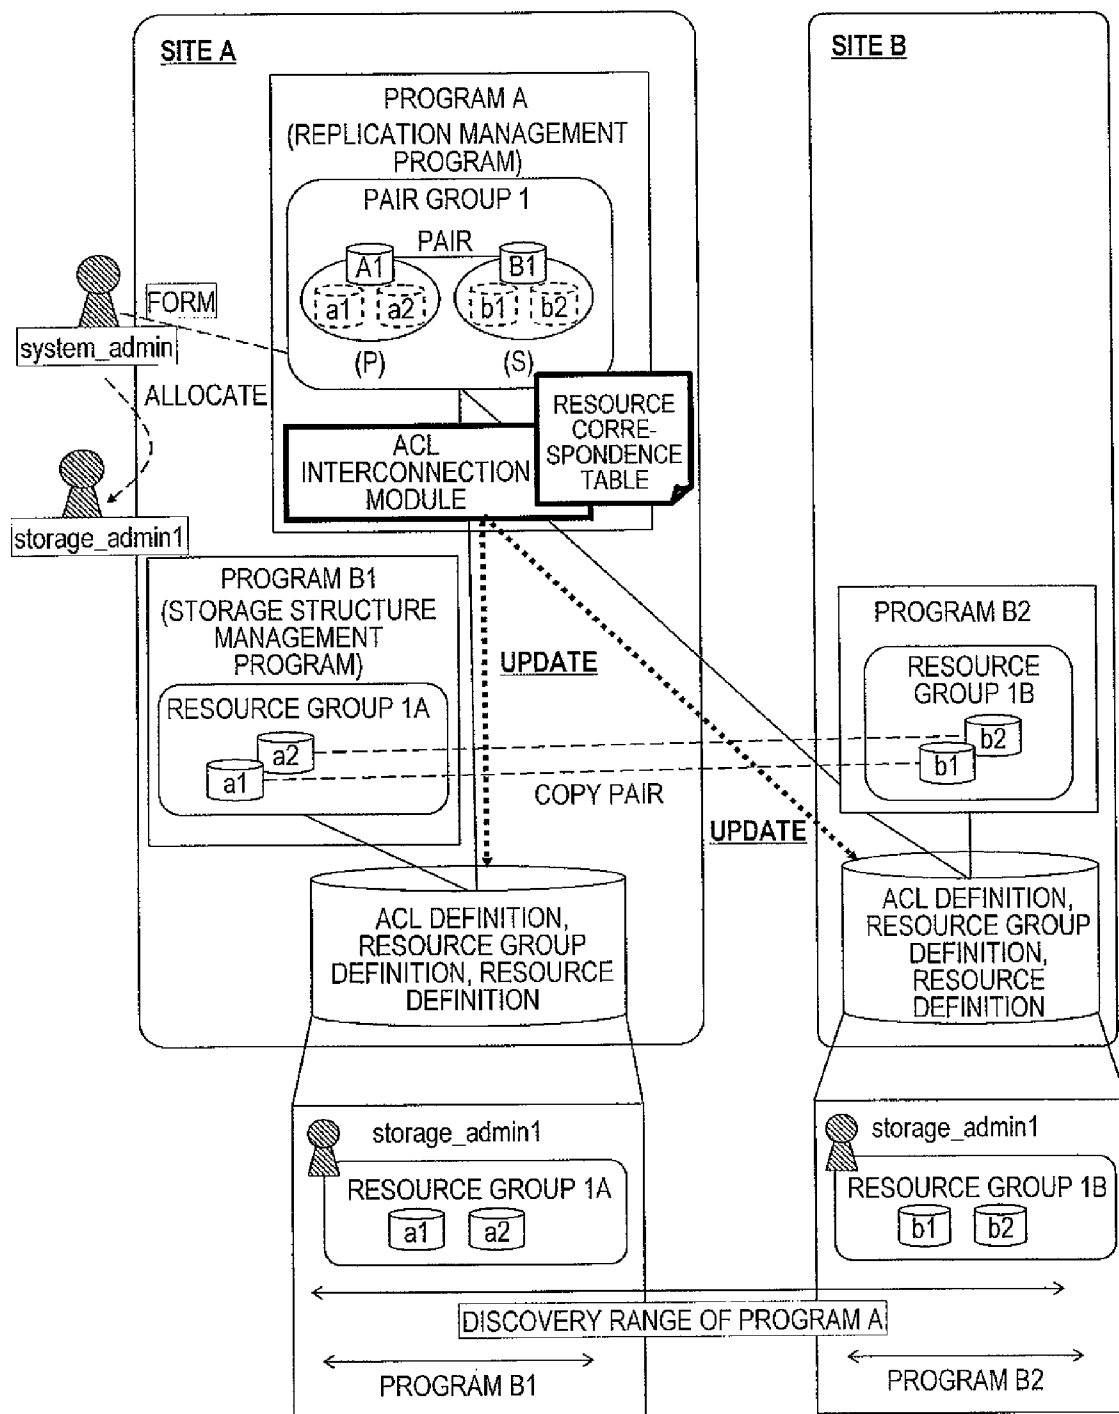 SITE A
PROGRAM A
(REPLICATION MANAGEMENT
PROGRAM)
PAIR GROUP 1
PAIR
A1
B1
a1
a2
b1
b2
(P)
(S)
FORM
system_admin
ALLOCATE
storage_admin1
ACL
INTERCONNECTION
MODULE
RESOURCE
CORRE-
SPONDENCE
TABLE
PROGRAM B1
(STORAGE STRUCTURE
MANAGEMENT
PROGRAM)
RESOURCE GROUP 1A
a2
a1
UPDATE
COPY PAIR
UPDATE
SITE B
PROGRAM B2
RESOURCE
GROUP 1B
b2
b1
ACL DEFINITION,
RESOURCE GROUP
DEFINITION, RESOURCE
DEFINITION
ACL DEFINITION,
RESOURCE GROUP
DEFINITION,
RESOURCE
DEFINITION
storage_admin1
RESOURCE GROUP 1A
a1
a2
storage_admin1
RESOURCE GROUP 1B
b1
b2
DISCOVERY RANGE OF PROGRAM A
PROGRAM B1
PROGRAM B2